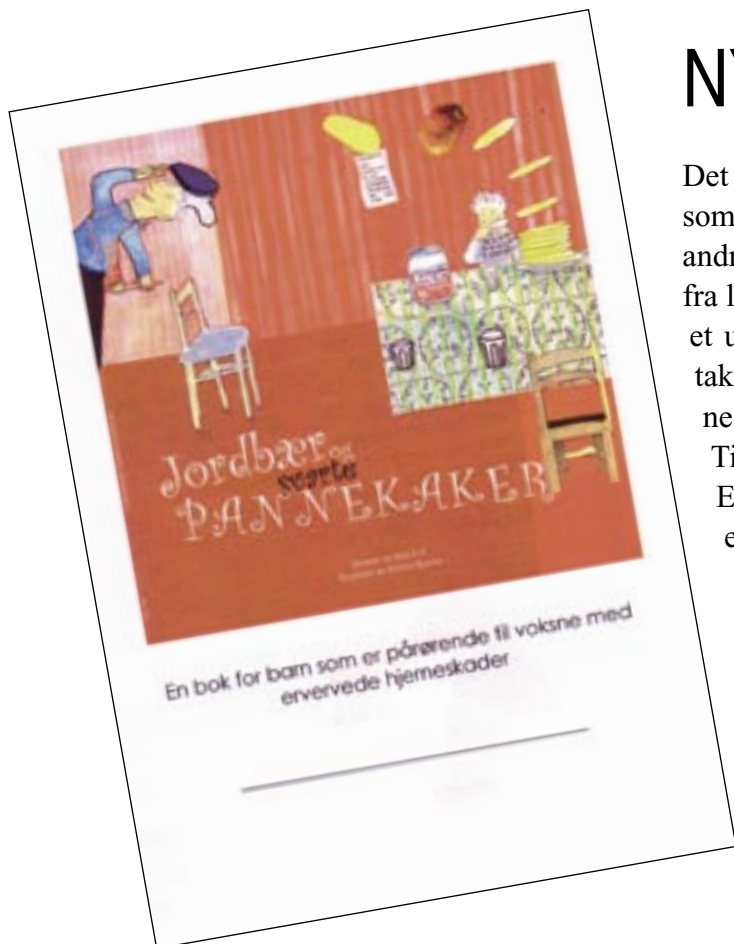 Jordbær og
svarte
PANNEKAKER
En bok for barn som er pårørende til voksne med
ervervede hjerneskader
NY
Det
som
andr
fra l
et u
tak
ne
Ti
E
e